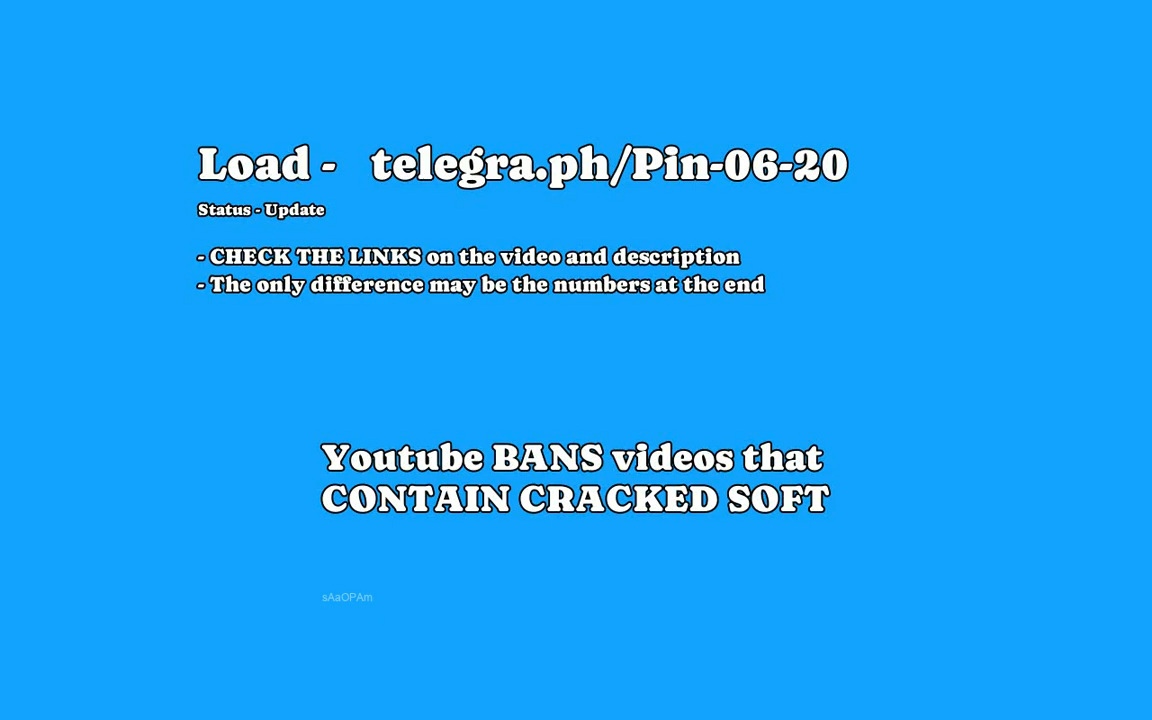 Load - telegra.ph/Pin-06-20
Status - Update
- CHECK THE LINKS on the video and description
- The only difference may be the numbers at the end
Youtube BANS videos that
CONTAIN CRACKED SOFT
sAaOPAm